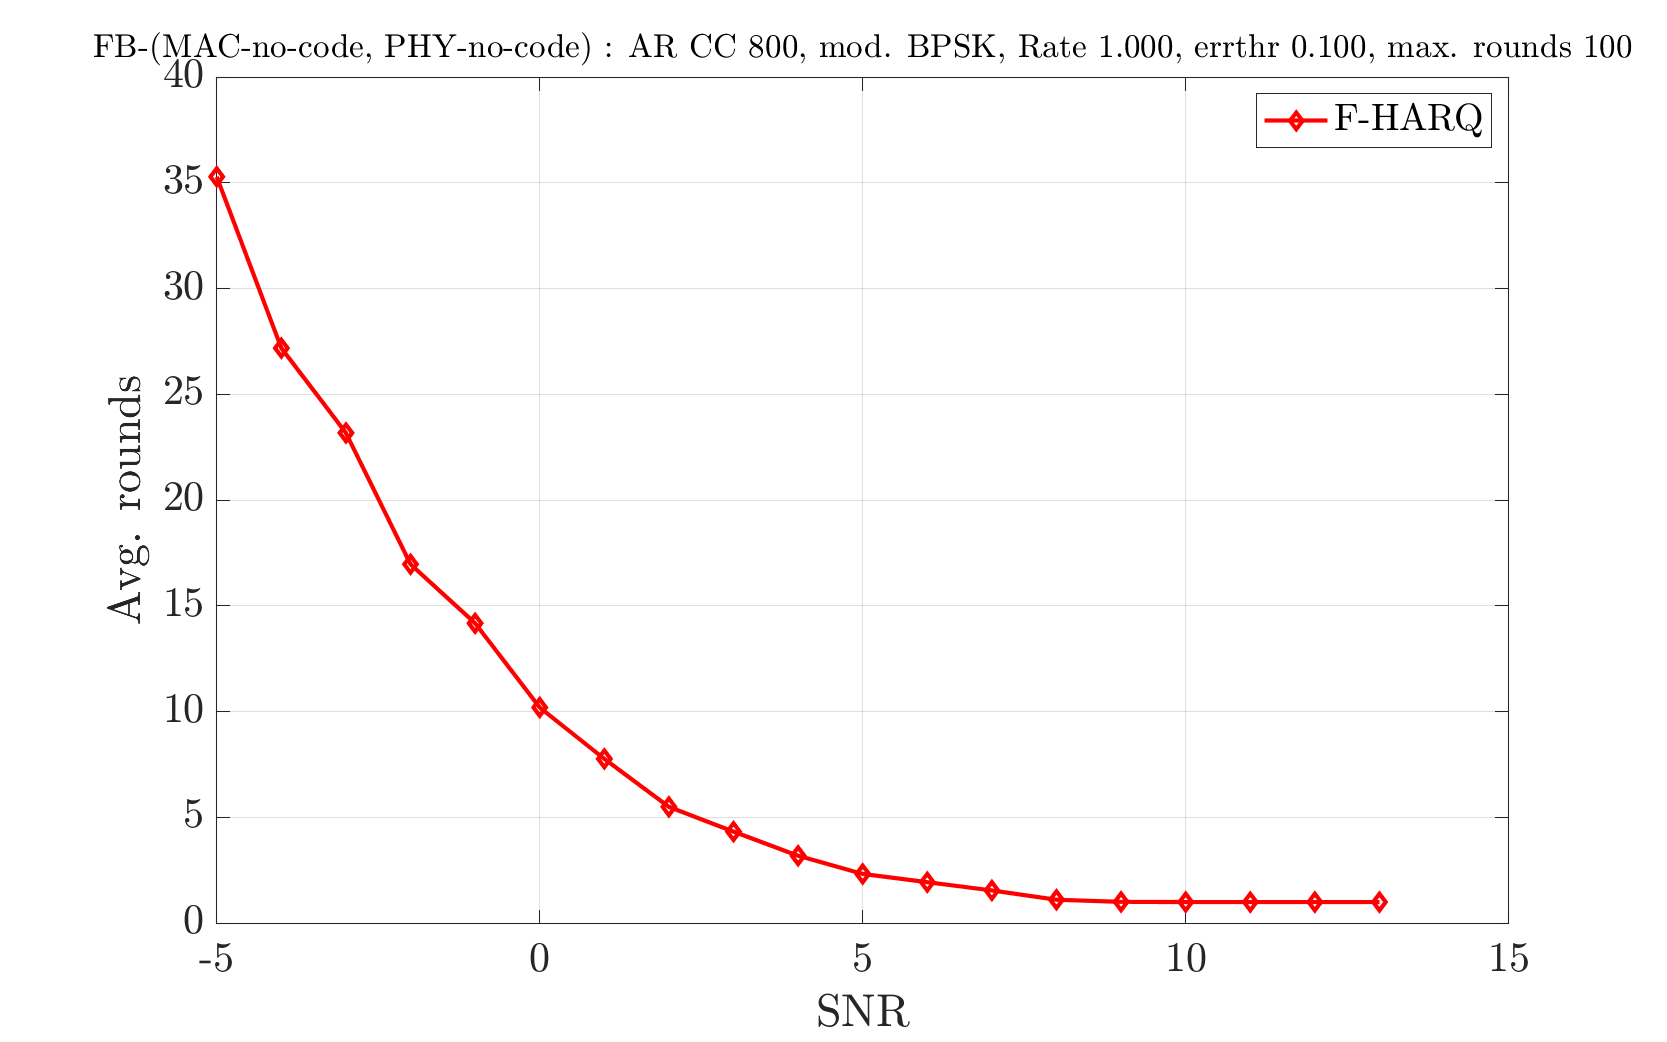 FB-(MAC-no-code, PHY-no-code) : AR CC 800, mod. BPSK, Rate 1.000, errthr 0.100, max. rounds 100
F-HARQ
40
35
30
25
20
15
10
5
0
Avg. rounds
-5 0 5 10 15
SNR